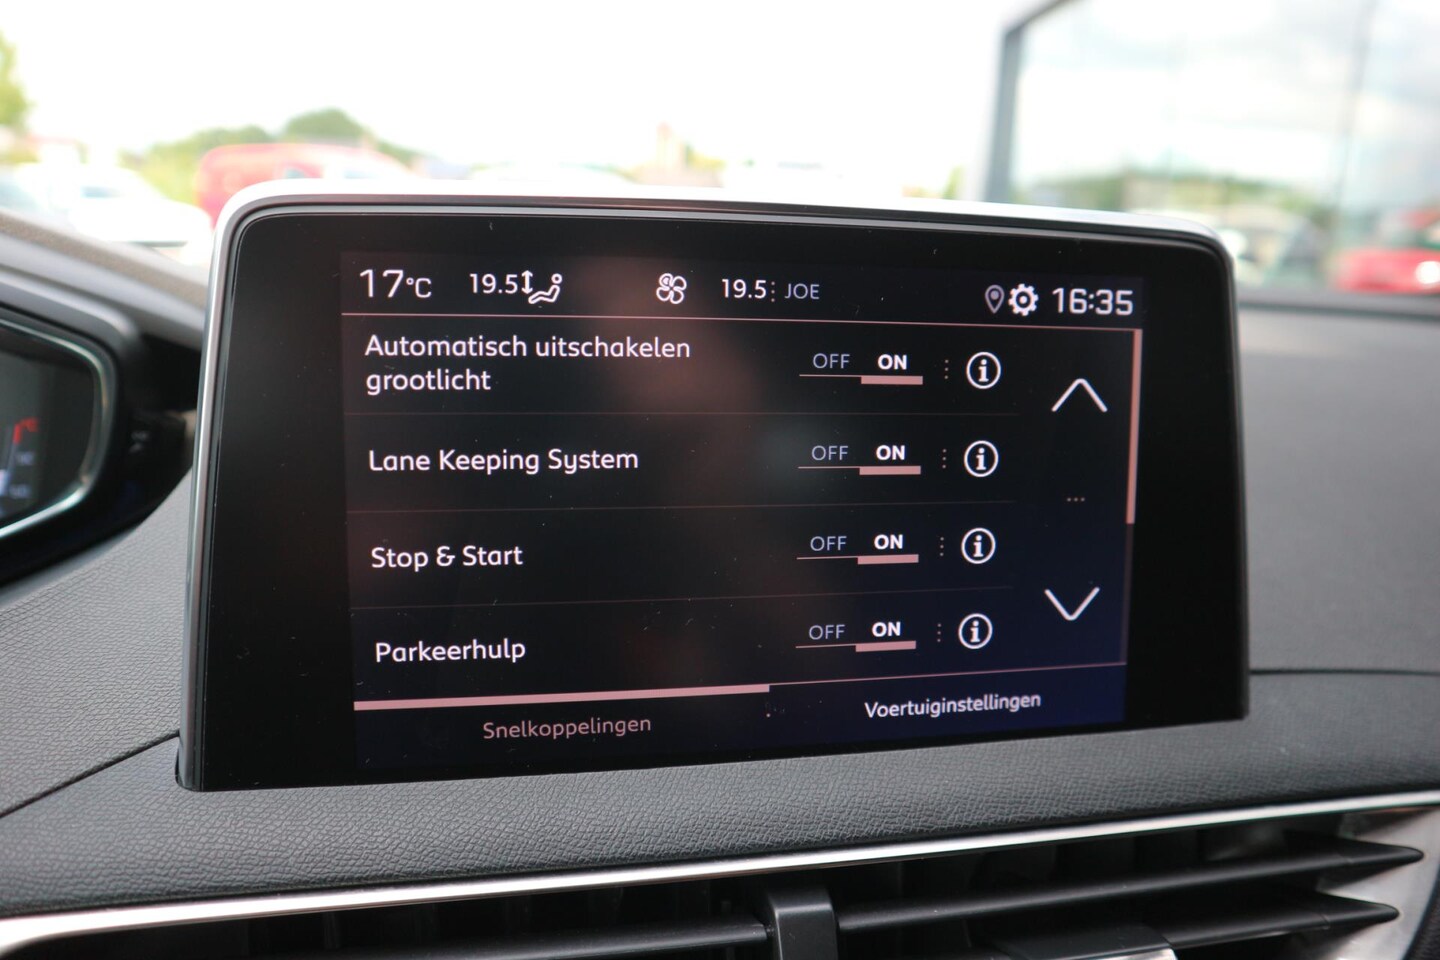 17°C 19.5 19.5 JOE 16:35
Automatisch uitschakelen
grootlicht
OFF ON
Lane Keeping System
OFF ON
Stop & Start
OFF ON
Parkeerhulp
OFF ON
Snelkoppelingen
Voertuiginstellingen